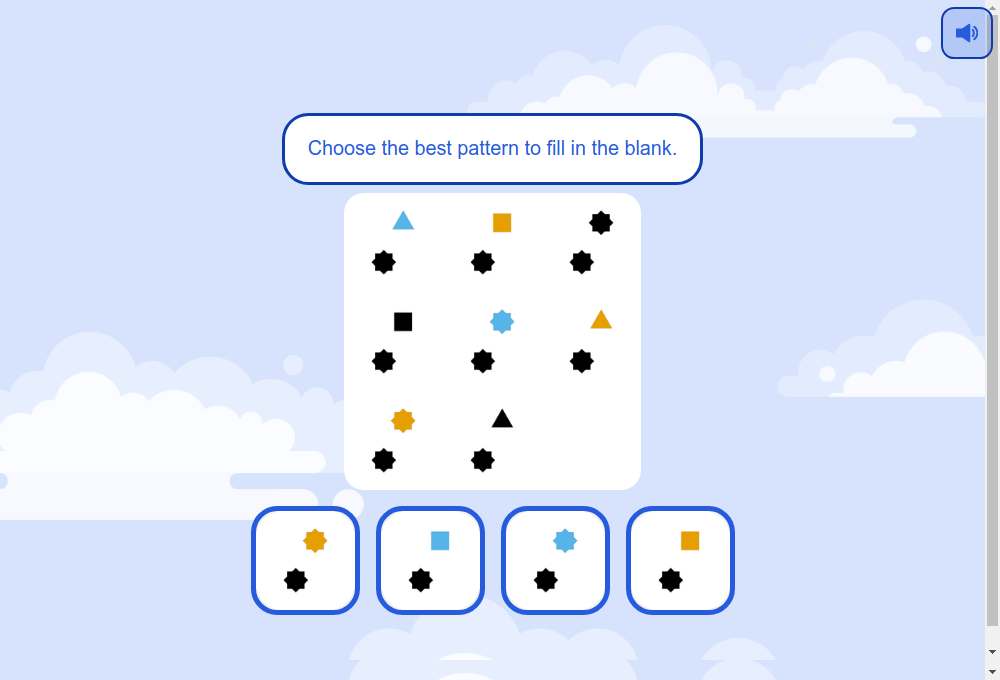 Choose the best pattern to fill in the blank.